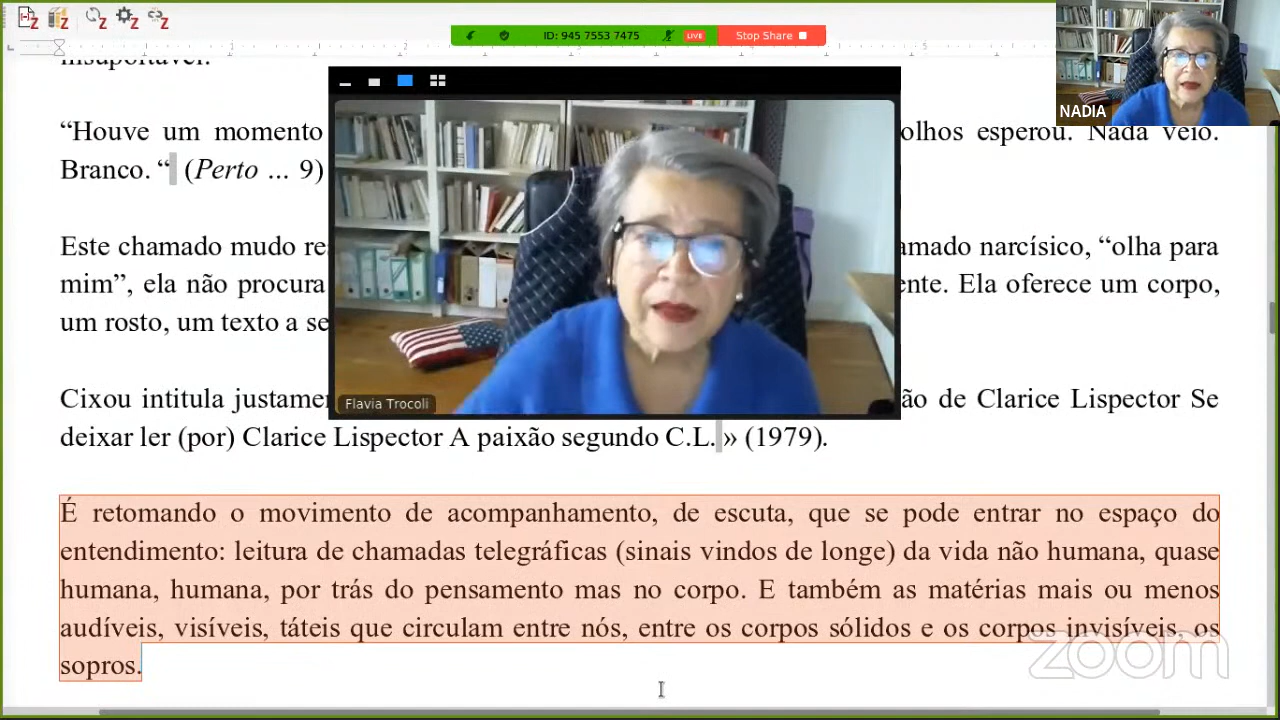 ID: 945 7553 7475 LIVE Stop Share
insuportável.
NADIA
“Houve um momento olhos esperou. Nada veio.
Branco. “ (Perto ... 9)
Este chamado mudo re amado narcísico, “olha para
mim”, ela não procura ente. Ela oferece um corpo,
um rosto, um texto a se
Flavia Trocoli
Cixou intitula justamen ão de Clarice Lispector Se
deixar ler (por) Clarice Lispector A paixão segundo C.L. » (1979).
É retomando o movimento de acompanhamento, de escuta, que se pode entrar no espaço do
entendimento: leitura de chamadas telegráficas (sinais vindos de longe) da vida não humana, quase
humana, humana, por trás do pensamento mas no corpo. E também as matérias mais ou menos
audíveis, visíveis, táteis que circulam entre nós, entre os corpos sólidos e os corpos invisíveis, os
sopros.
zoom